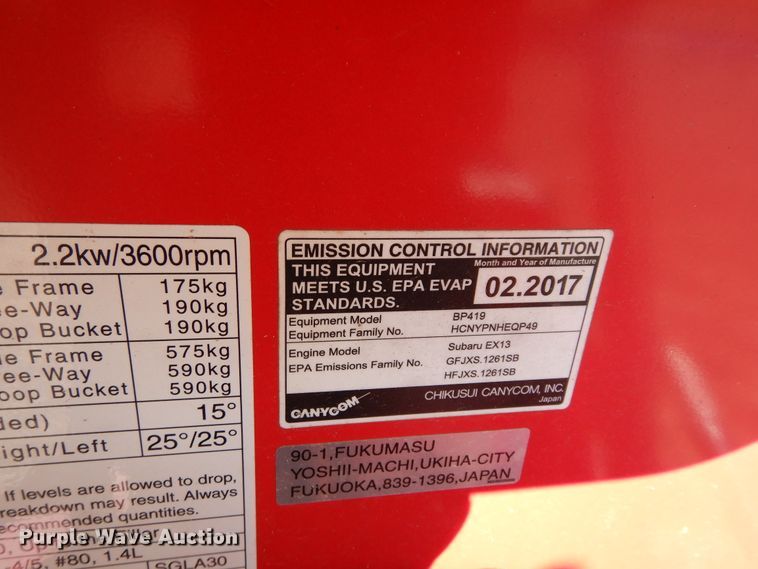 2.2kw/3600rpm
Frame 175kg
ee-Way 190kg
oop Bucket 190kg
Frame 575kg
ee-Way 590kg
oop Bucket 590kg
ded) 15°
ight/Left 25°/25°
If levels are allowed to drop,
reakdown may result. Always
ecommended quantities.
-4/5, #80, 1.4L
SGLA30
EMISSION CONTROL INFORMATION
THIS EQUIPMENT
MEETS U.S. EPA EVAP
STANDARDS.
Month and Year of Manufacture
02.2017
Equipment Model BP419
Equipment Family No. HCNYPNHEQP49
Engine Model Subaru EX13
EPA Emissions Family No. GFJXS.1261SB
HFJXS.1261SB
CANYCOM CHIKUSUI CANYCOM, INC.
Japan
90-1,FUKUMASU
YOSHII-MACHI,UKIHA-CITY
FUKUOKA,839-1396,JAPAN
Purple Wave Auction